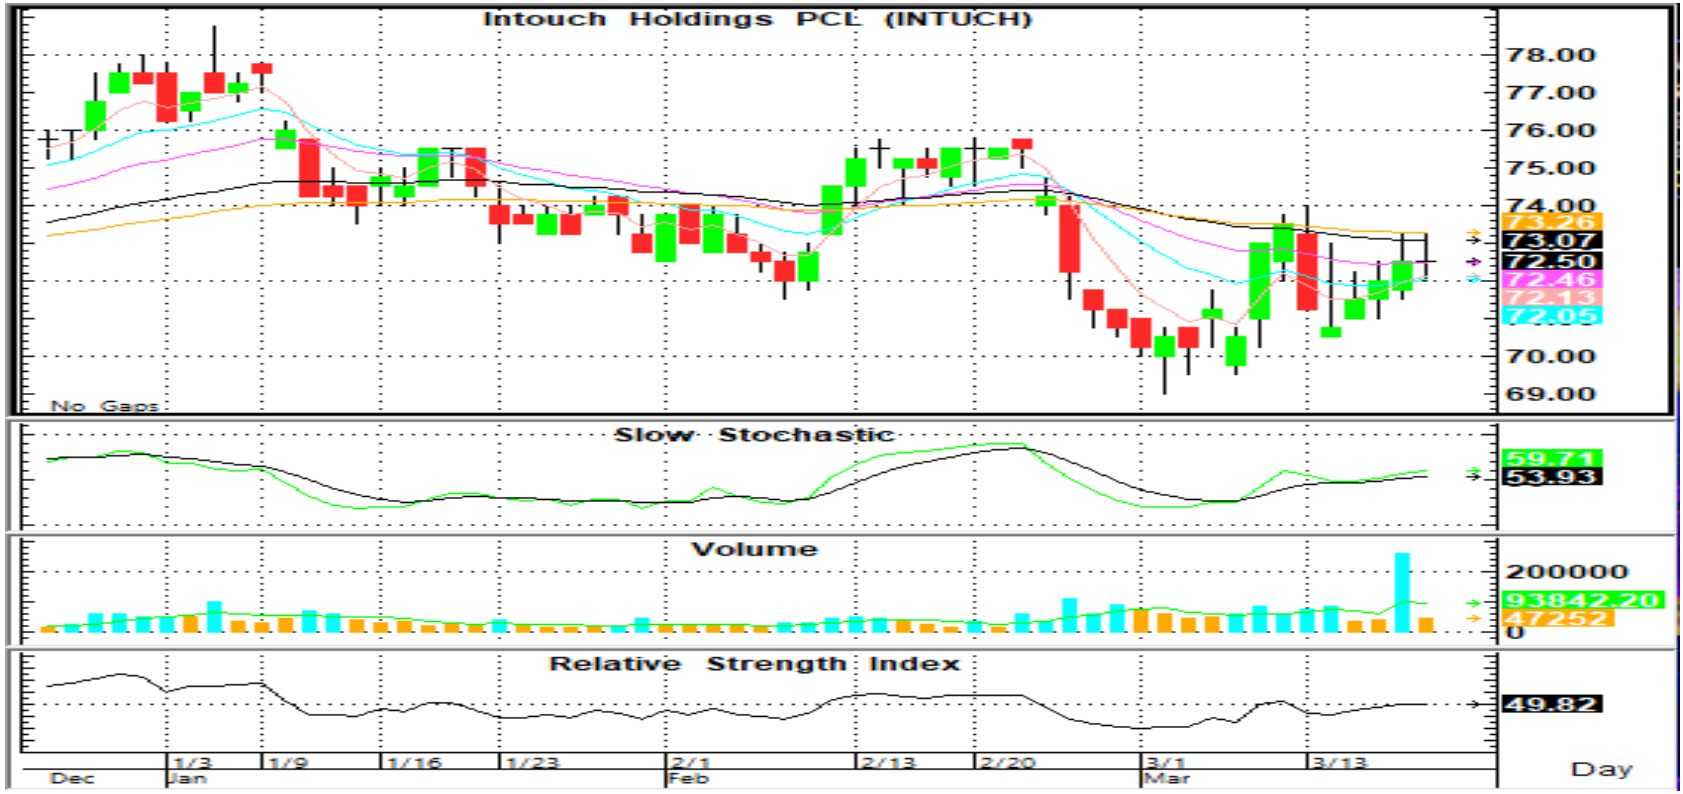 Intouch Holdings PCL (INTUCH)
78.00
77.00
76.00
75.00
74.00
73.26
73.07
72.50
72.46
72.13
72.05
70.00
69.00
No Gaps
Slow Stochastic
59.71
53.93
Volume
200000
93842.20
47252
0
Relative Strength Index
49.82
1/3 1/9 1/16 1/23 2/1 2/13 2/20 3/1 3/13
Dec Jan Feb Mar
Day